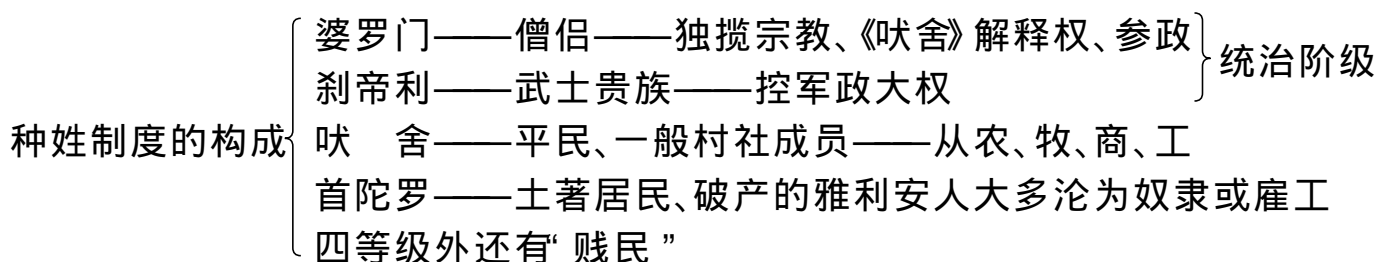 婆罗门——僧侣——独揽宗教、《吠舍》解释权、参政
统治阶级
刹帝利——武士贵族——控军政大权
种姓制度的构成
吠 舍——平民、一般村社成员——从农、牧、商、工
首陀罗——土著居民、破产的雅利安人大多沦为奴隶或雇工
四等级外还有“贱民”